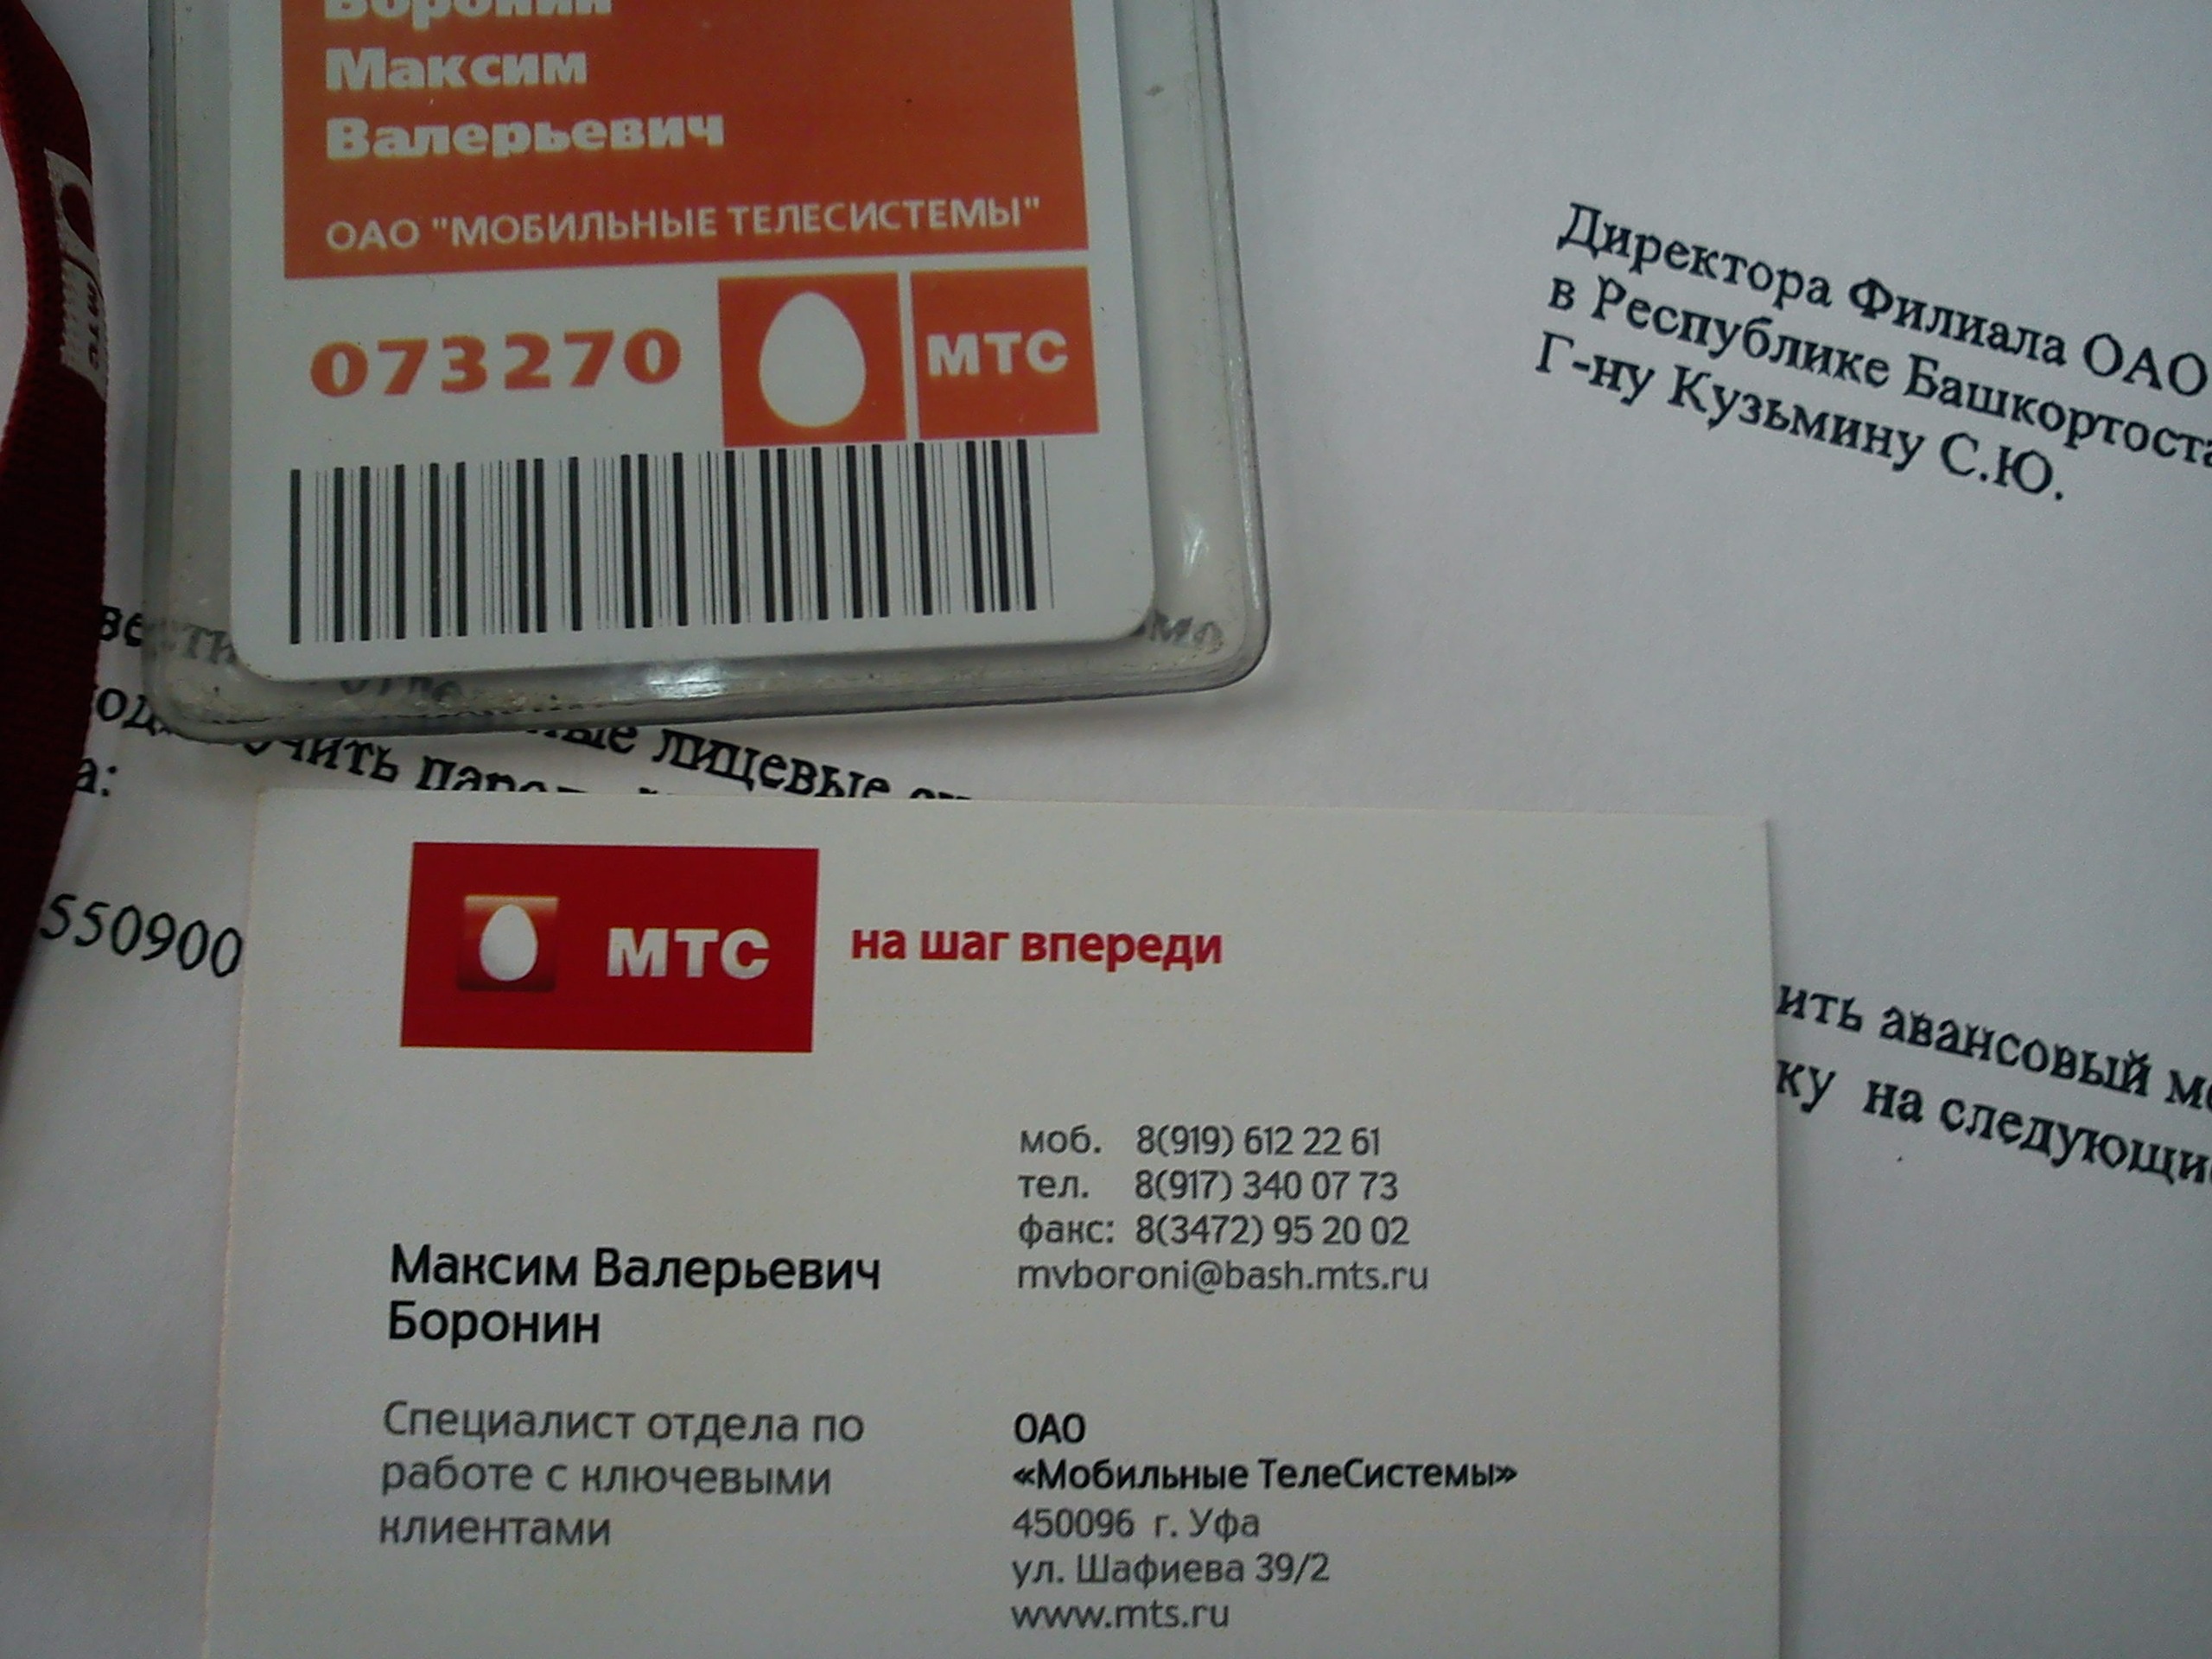 Боронин
Максим
Валерьевич
ОАО "МОБИЛЬНЫЕ ТЕЛЕСИСТЕМЫ"
073270
МТС
МТС
Директора Филиала ОАО
в Республике Башкортоста
Г-ну Кузьмину С.Ю.
лицевые
а:
550900
ить авансовый
ку на следующи
МТС на шаг впереди
моб. 8(919) 612 22 61
тел. 8(917) 340 07 73
факс: 8(3472) 95 20 02
mvboroni@bash.mts.ru
Максим Валерьевич
Боронин
Специалист отдела по
работе с ключевыми
клиентами
ОАО
«Мобильные ТелеСистемы»
450096 г. Уфа
ул. Шафиева 39/2
www.mts.ru